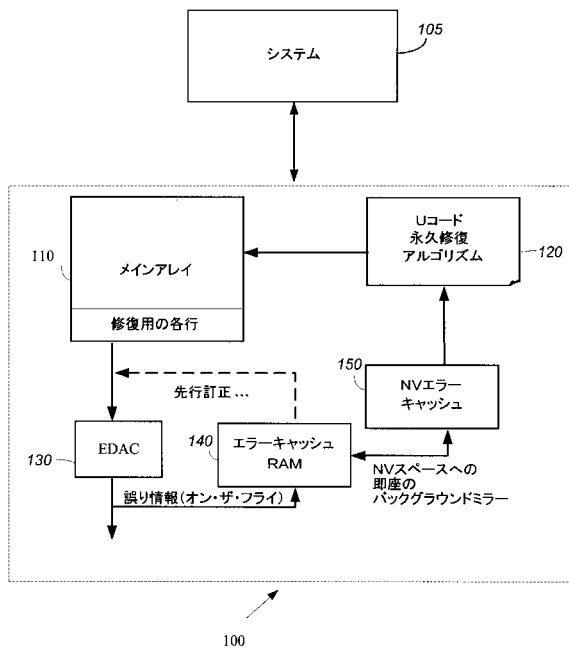 105
システム
110
メインアレイ
修復用の各行
Uコード
永久修復
アルゴリズム
120
先行訂正...
150
NVエラー
キャッシュ
EDAC
130
140
エラーキャッシュ
RAM
NVスペースへの
即座の
バックグラウンドミラー
誤り情報(オン・ザ・フライ)
100